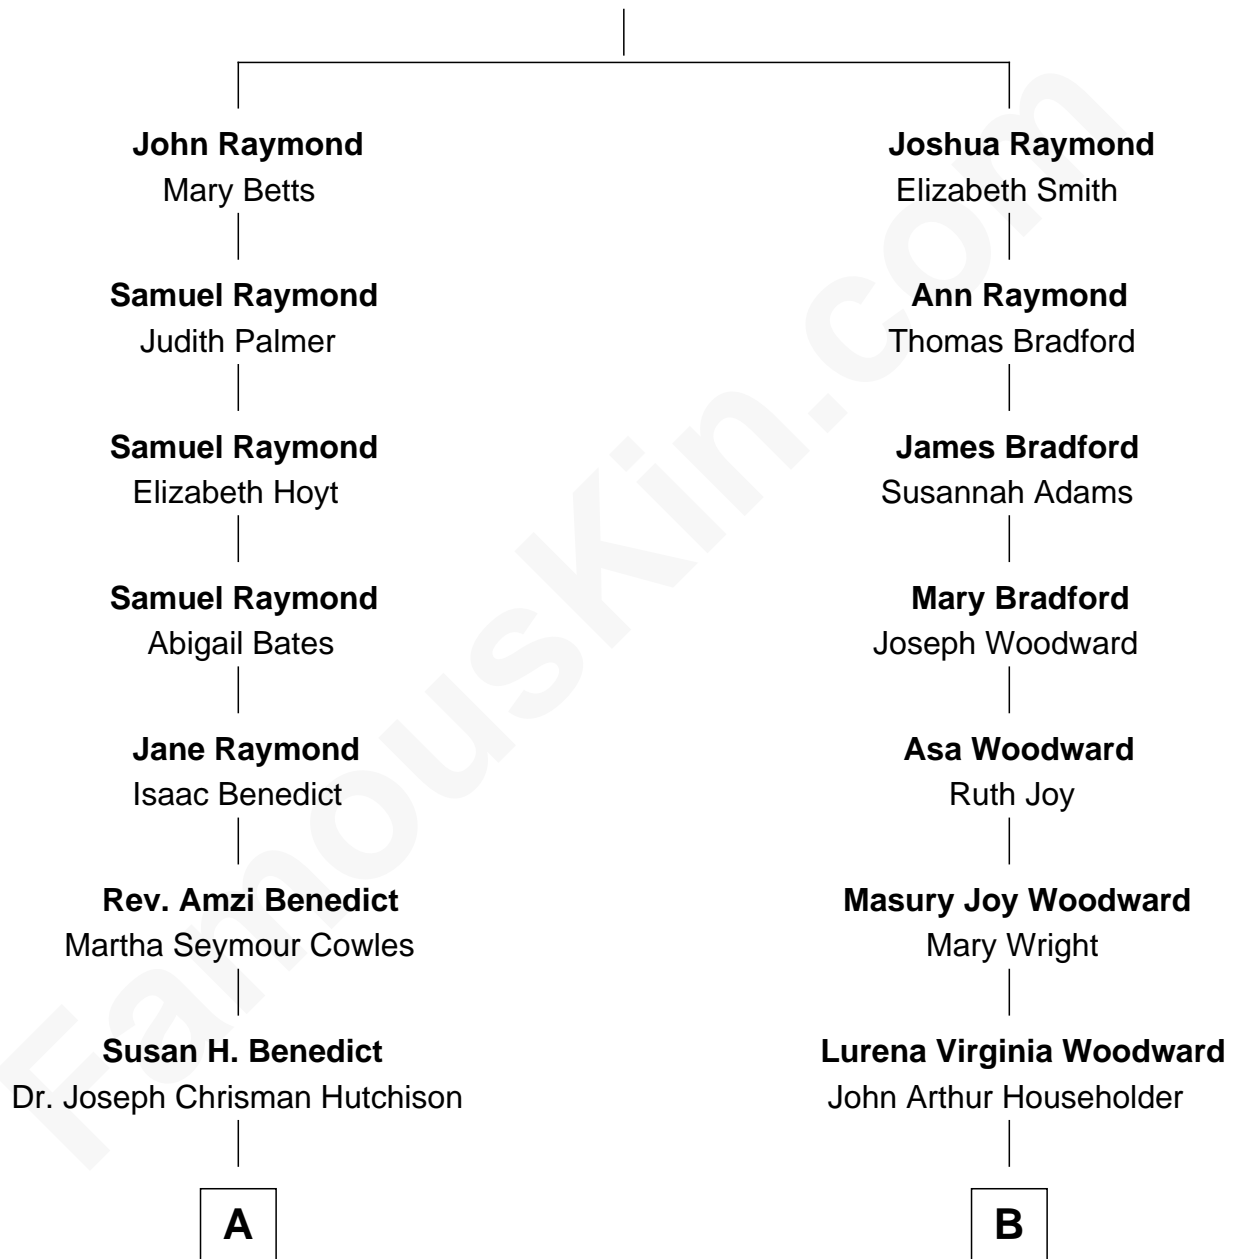 John Raymond
Mary Betts
Samuel Raymond
Judith Palmer
Samuel Raymond
Elizabeth Hoyt
Samuel Raymond
Abigail Bates
Jane Raymond
Isaac Benedict
Rev. Amzi Benedict
Martha Seymour Cowles
Susan H. Benedict
Dr. Joseph Chrisman Hutchison
A
Joshua Raymond
Elizabeth Smith
Ann Raymond
Thomas Bradford
James Bradford
Susannah Adams
Mary Bradford
Joseph Woodward
Asa Woodward
Ruth Joy
Masury Joy Woodward
Mary Wright
Lurena Virginia Woodward
John Arthur Householder
B
FamousKin.com